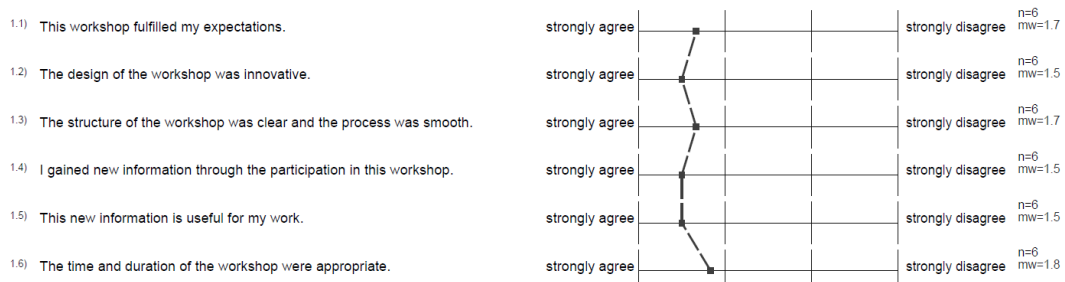 1.1) This workshop fulfilled my expectations. strongly agree strongly disagree n=6 mw=1.7
1.2) The design of the workshop was innovative. strongly agree strongly disagree n=6 mw=1.5
1.3) The structure of the workshop was clear and the process was smooth. strongly agree strongly disagree n=6 mw=1.7
1.4) I gained new information through the participation in this workshop. strongly agree strongly disagree n=6 mw=1.5
1.5) This new information is useful for my work. strongly agree strongly disagree n=6 mw=1.5
1.6) The time and duration of the workshop were appropriate. strongly agree strongly disagree n=6 mw=1.8